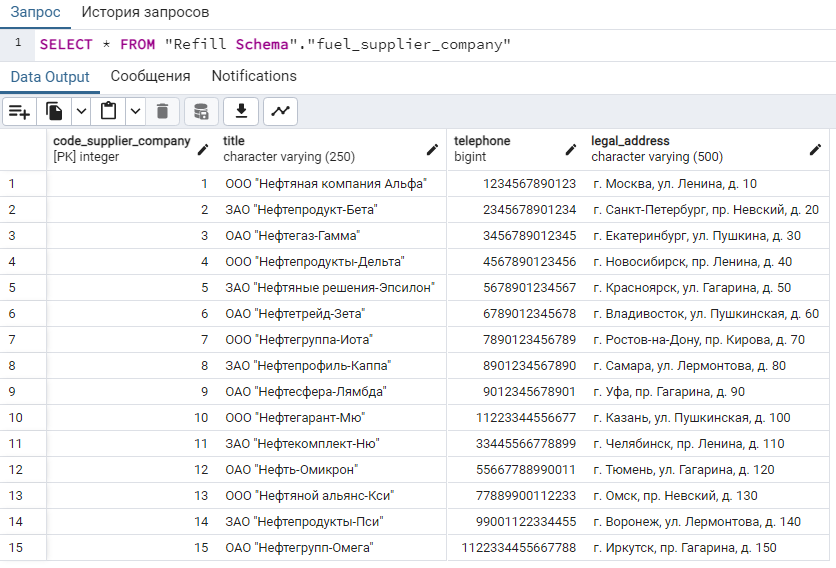 Запрос История запросов
1 SELECT * FROM "Refill Schema"."fuel_supplier_company"
Data Output Сообщения Notifications
code_supplier_company title telephone legal_address
[PK] integer character varying (250) bigint character varying (500)
1 1 ООО "Нефтяная компания Альфа" 1234567890123 г. Москва, ул. Ленина, д. 10
2 2 ЗАО "Нефтепродукт-Бета" 2345678901234 г. Санкт-Петербург, пр. Невский, д. 20
3 3 ОАО "Нефтегаз-Гамма" 3456789012345 г. Екатеринбург, ул. Пушкина, д. 30
4 4 ООО "Нефтепродукты-Дельта" 4567890123456 г. Новосибирск, пр. Ленина, д. 40
5 5 ЗАО "Нефтяные решения-Эпсилон" 5678901234567 г. Красноярск, ул. Гагарина, д. 50
6 6 ОАО "Нефтетрейд-Зета" 6789012345678 г. Владивосток, ул. Пушкинская, д. 60
7 7 ООО "Нефтегруппа-Иота" 7890123456789 г. Ростов-на-Дону, пр. Кирова, д. 70
8 8 ЗАО "Нефтепрофиль-Каппа" 8901234567890 г. Самара, ул. Лермонтова, д. 80
9 9 ОАО "Нефтесфера-Лямбда" 9012345678901 г. Уфа, пр. Гагарина, д. 90
10 10 ООО "Нефтегарант-Мю" 11223344556677 г. Казань, ул. Пушкинская, д. 100
11 11 ЗАО "Нефтекомплект-Ню" 33445566778899 г. Челябинск, пр. Ленина, д. 110
12 12 ОАО "Нефть-Омикрон" 55667788990011 г. Тюмень, ул. Гагарина, д. 120
13 13 ООО "Нефтяной альянс-Кси" 77889900112233 г. Омск, пр. Невский, д. 130
14 14 ЗАО "Нефтепродукты-Пси" 99001122334455 г. Воронеж, ул. Лермонтова, д. 140
15 15 ОАО "Нефтегрупп-Омега" 1122334455667788 г. Иркутск, пр. Гагарина, д. 150